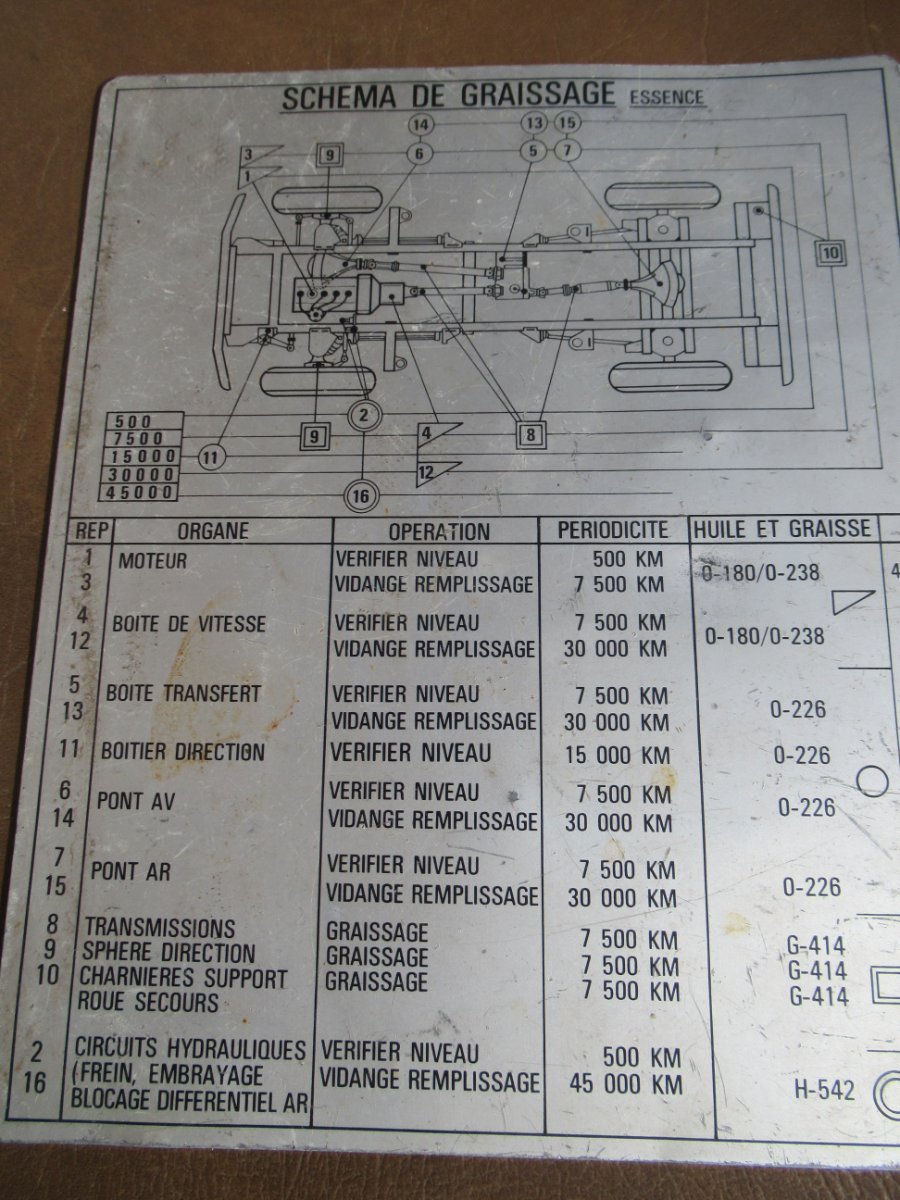 SCHEMA DE GRAISSAGE ESSENCE
14 13 15
3 9 6 5 7
1
10
2
500
7500
15000
30000
45000
11
9
4
8
12
16
REP ORGANE OPERATION PERIODICITE HUILE ET GRAISSE
1 MOTEUR VERIFIER NIVEAU 500 KM O-180/O-238
3 VIDANGE REMPLISSAGE 7 500 KM 4
4 BOITE DE VITESSE VERIFIER NIVEAU 7 500 KM
12 VIDANGE REMPLISSAGE 30 000 KM O-180/O-238
5 BOITE TRANSFERT VERIFIER NIVEAU 7 500 KM
13 VIDANGE REMPLISSAGE 30 000 KM O-226
11 BOITIER DIRECTION VERIFIER NIVEAU 15 000 KM O-226
6 PONT AV VERIFIER NIVEAU 7 500 KM O-226
14 VIDANGE REMPLISSAGE 30 000 KM
7 PONT AR VERIFIER NIVEAU 7 500 KM
15 VIDANGE REMPLISSAGE 30 000 KM O-226
8 TRANSMISSIONS GRAISSAGE 7 500 KM G-414
9 SPHERE DIRECTION GRAISSAGE 7 500 KM G-414
10 CHARNIERES SUPPORT GRAISSAGE 7 500 KM G-414
ROUE SECOURS
2 CIRCUITS HYDRAULIQUES VERIFIER NIVEAU 500 KM
16 (FREIN, EMBRAYAGE VIDANGE REMPLISSAGE 45 000 KM H-542
BLOCAGE DIFFERENTIEL AR